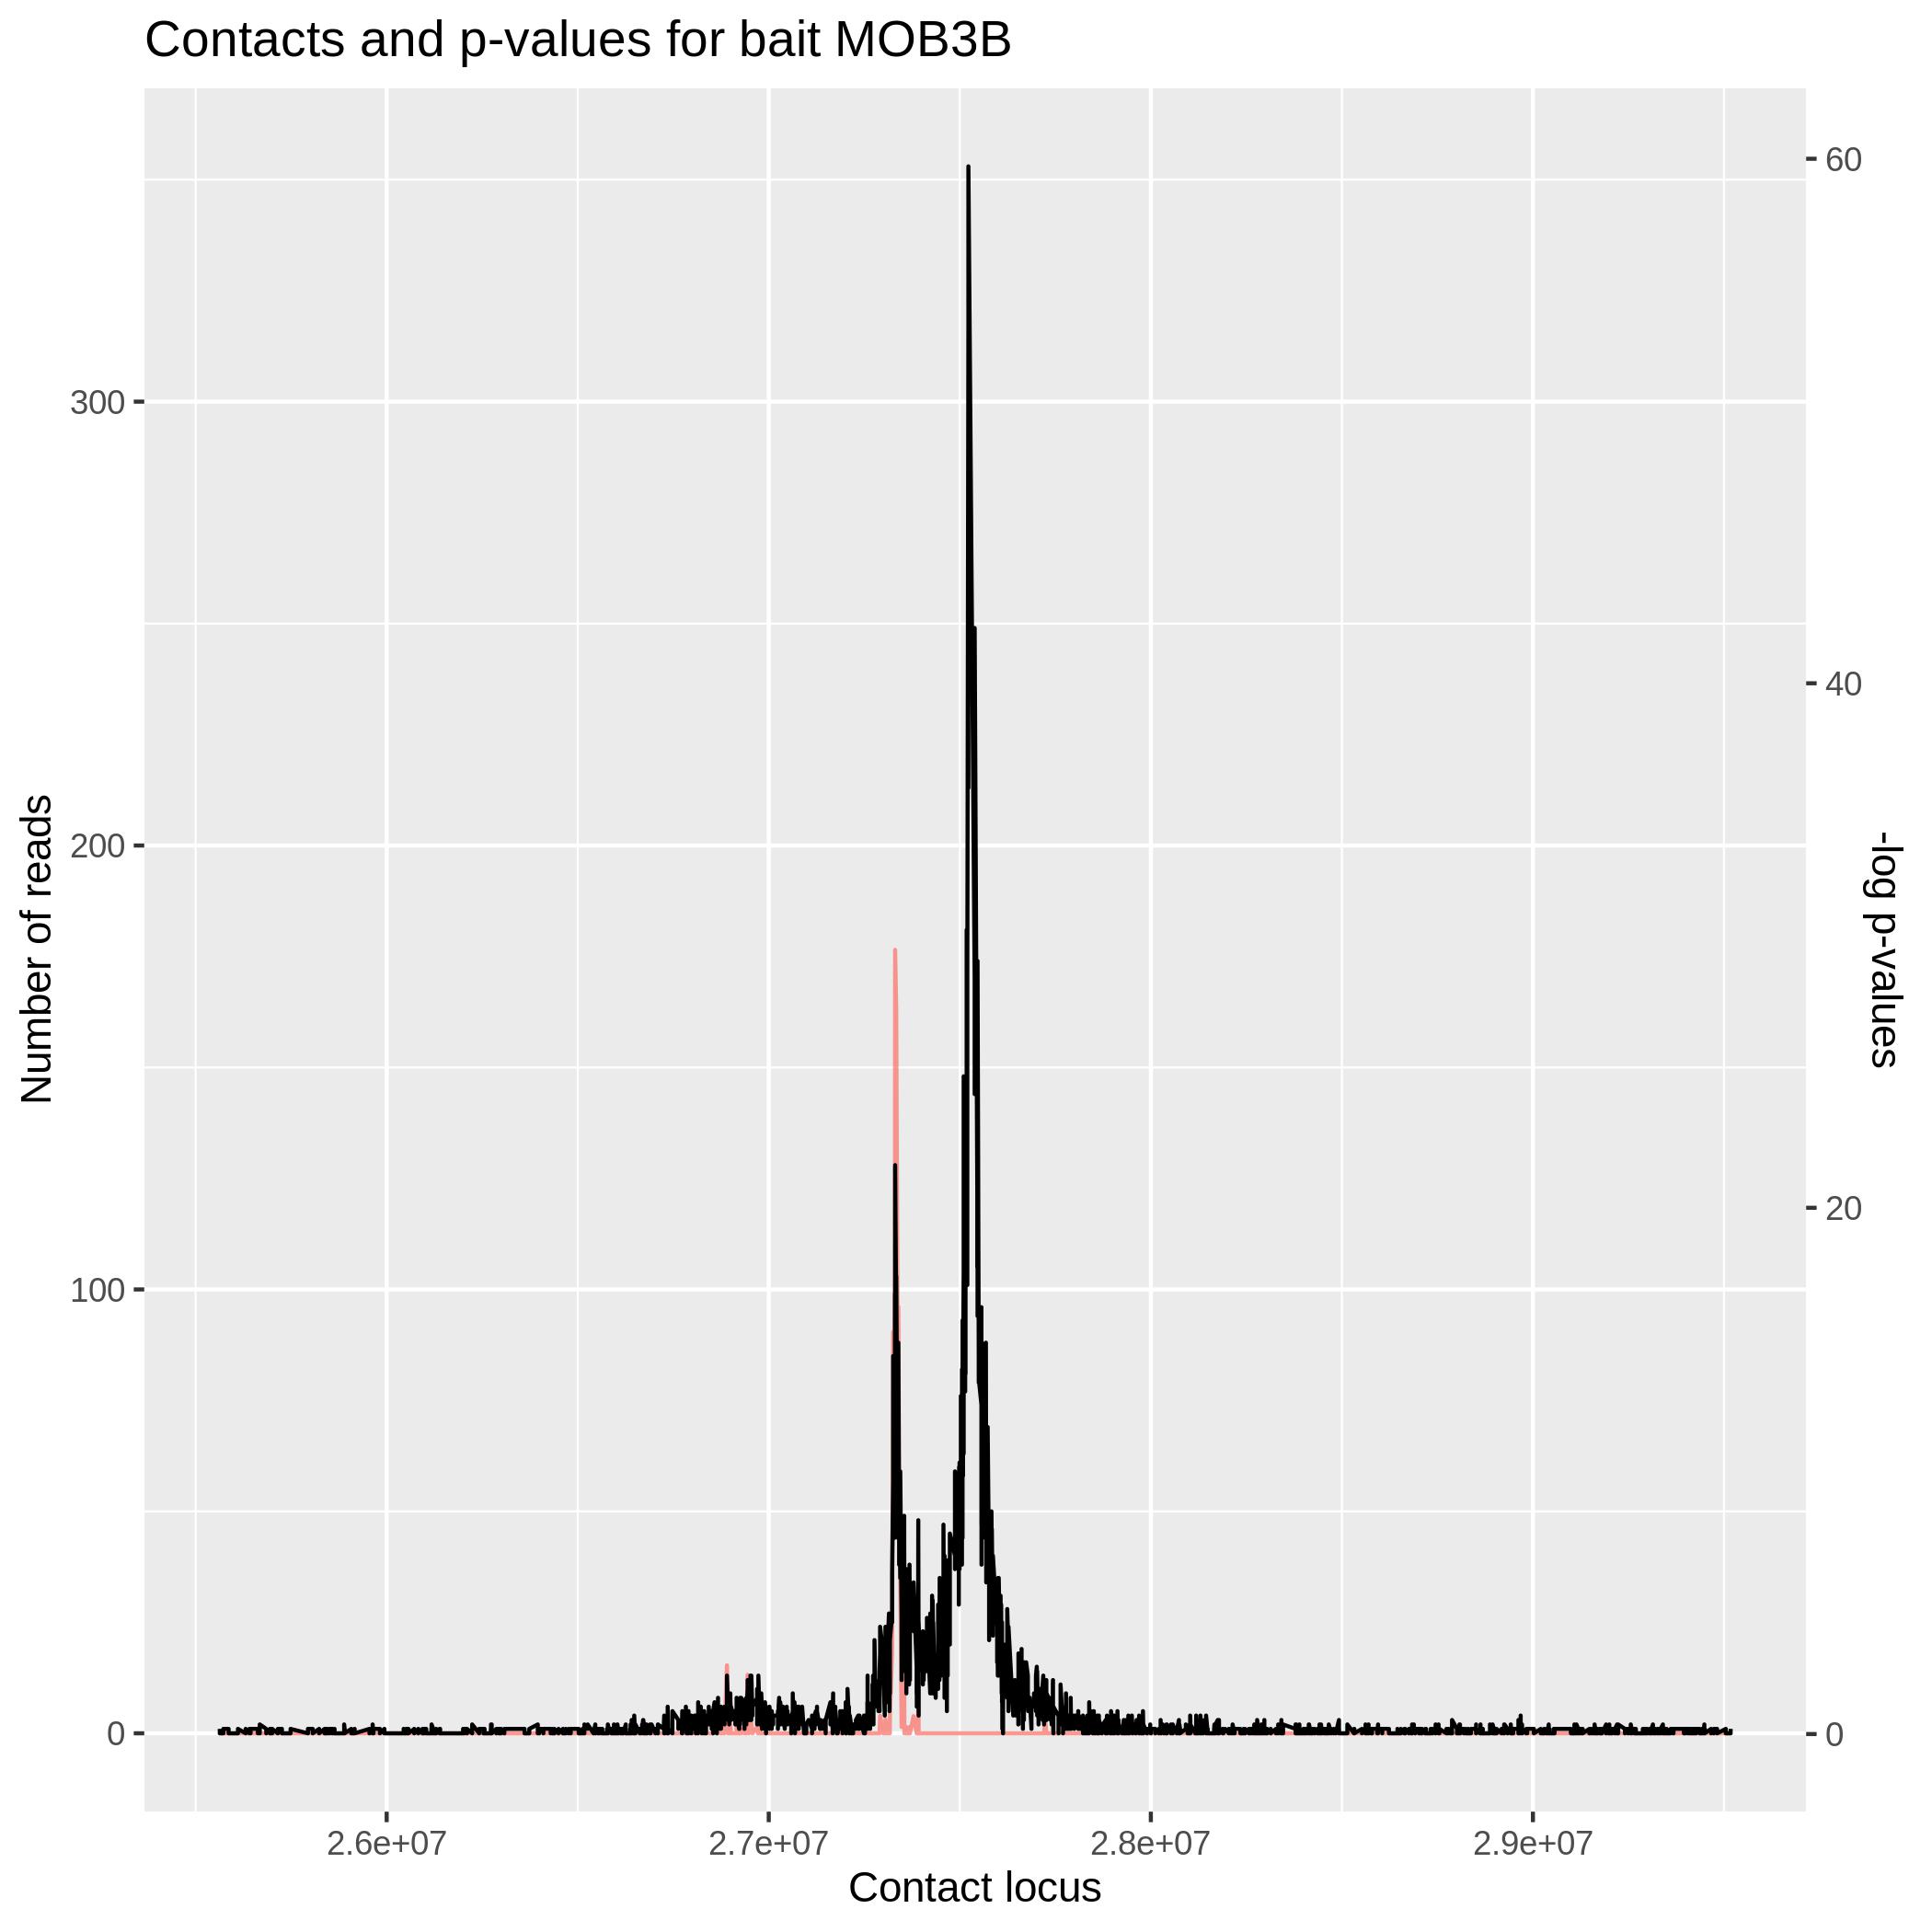 Contacts and p-values for bait MOB3B
Number of reads
300
200
100
0
60
40
20
0
-log p-values
2.6e+07
2.7e+07
2.8e+07
2.9e+07
Contact locus